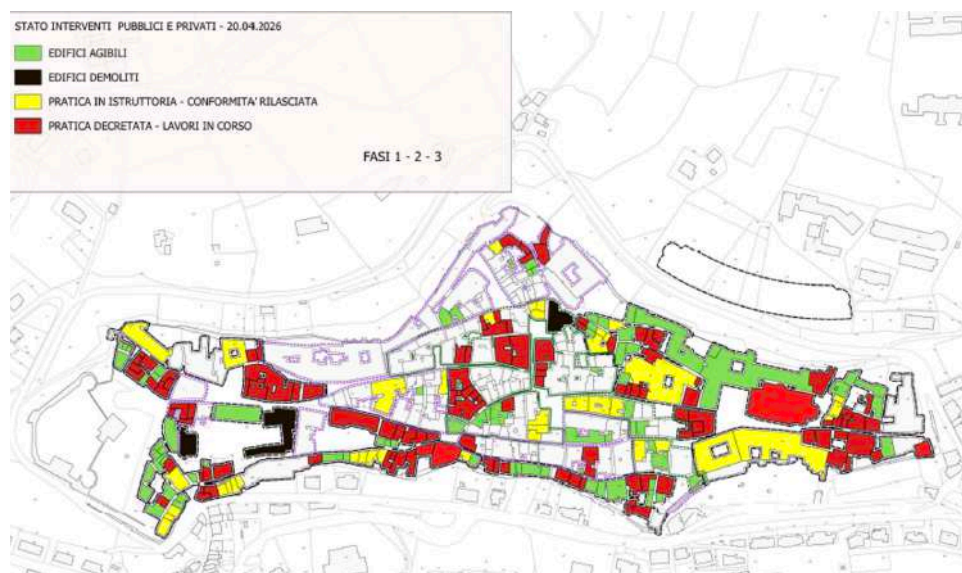 STATO INTERVENTI PUBBLICI E PRIVATI - 20.04.2026
EDIFICI AGIBILI
EDIFICI DEMOLITI
PRATICA IN ISTRUTTORIA - CONFORMITA' RILASCIATA
PRATICA DECRETATA - LAVORI IN CORSO
FASI 1 - 2 - 3